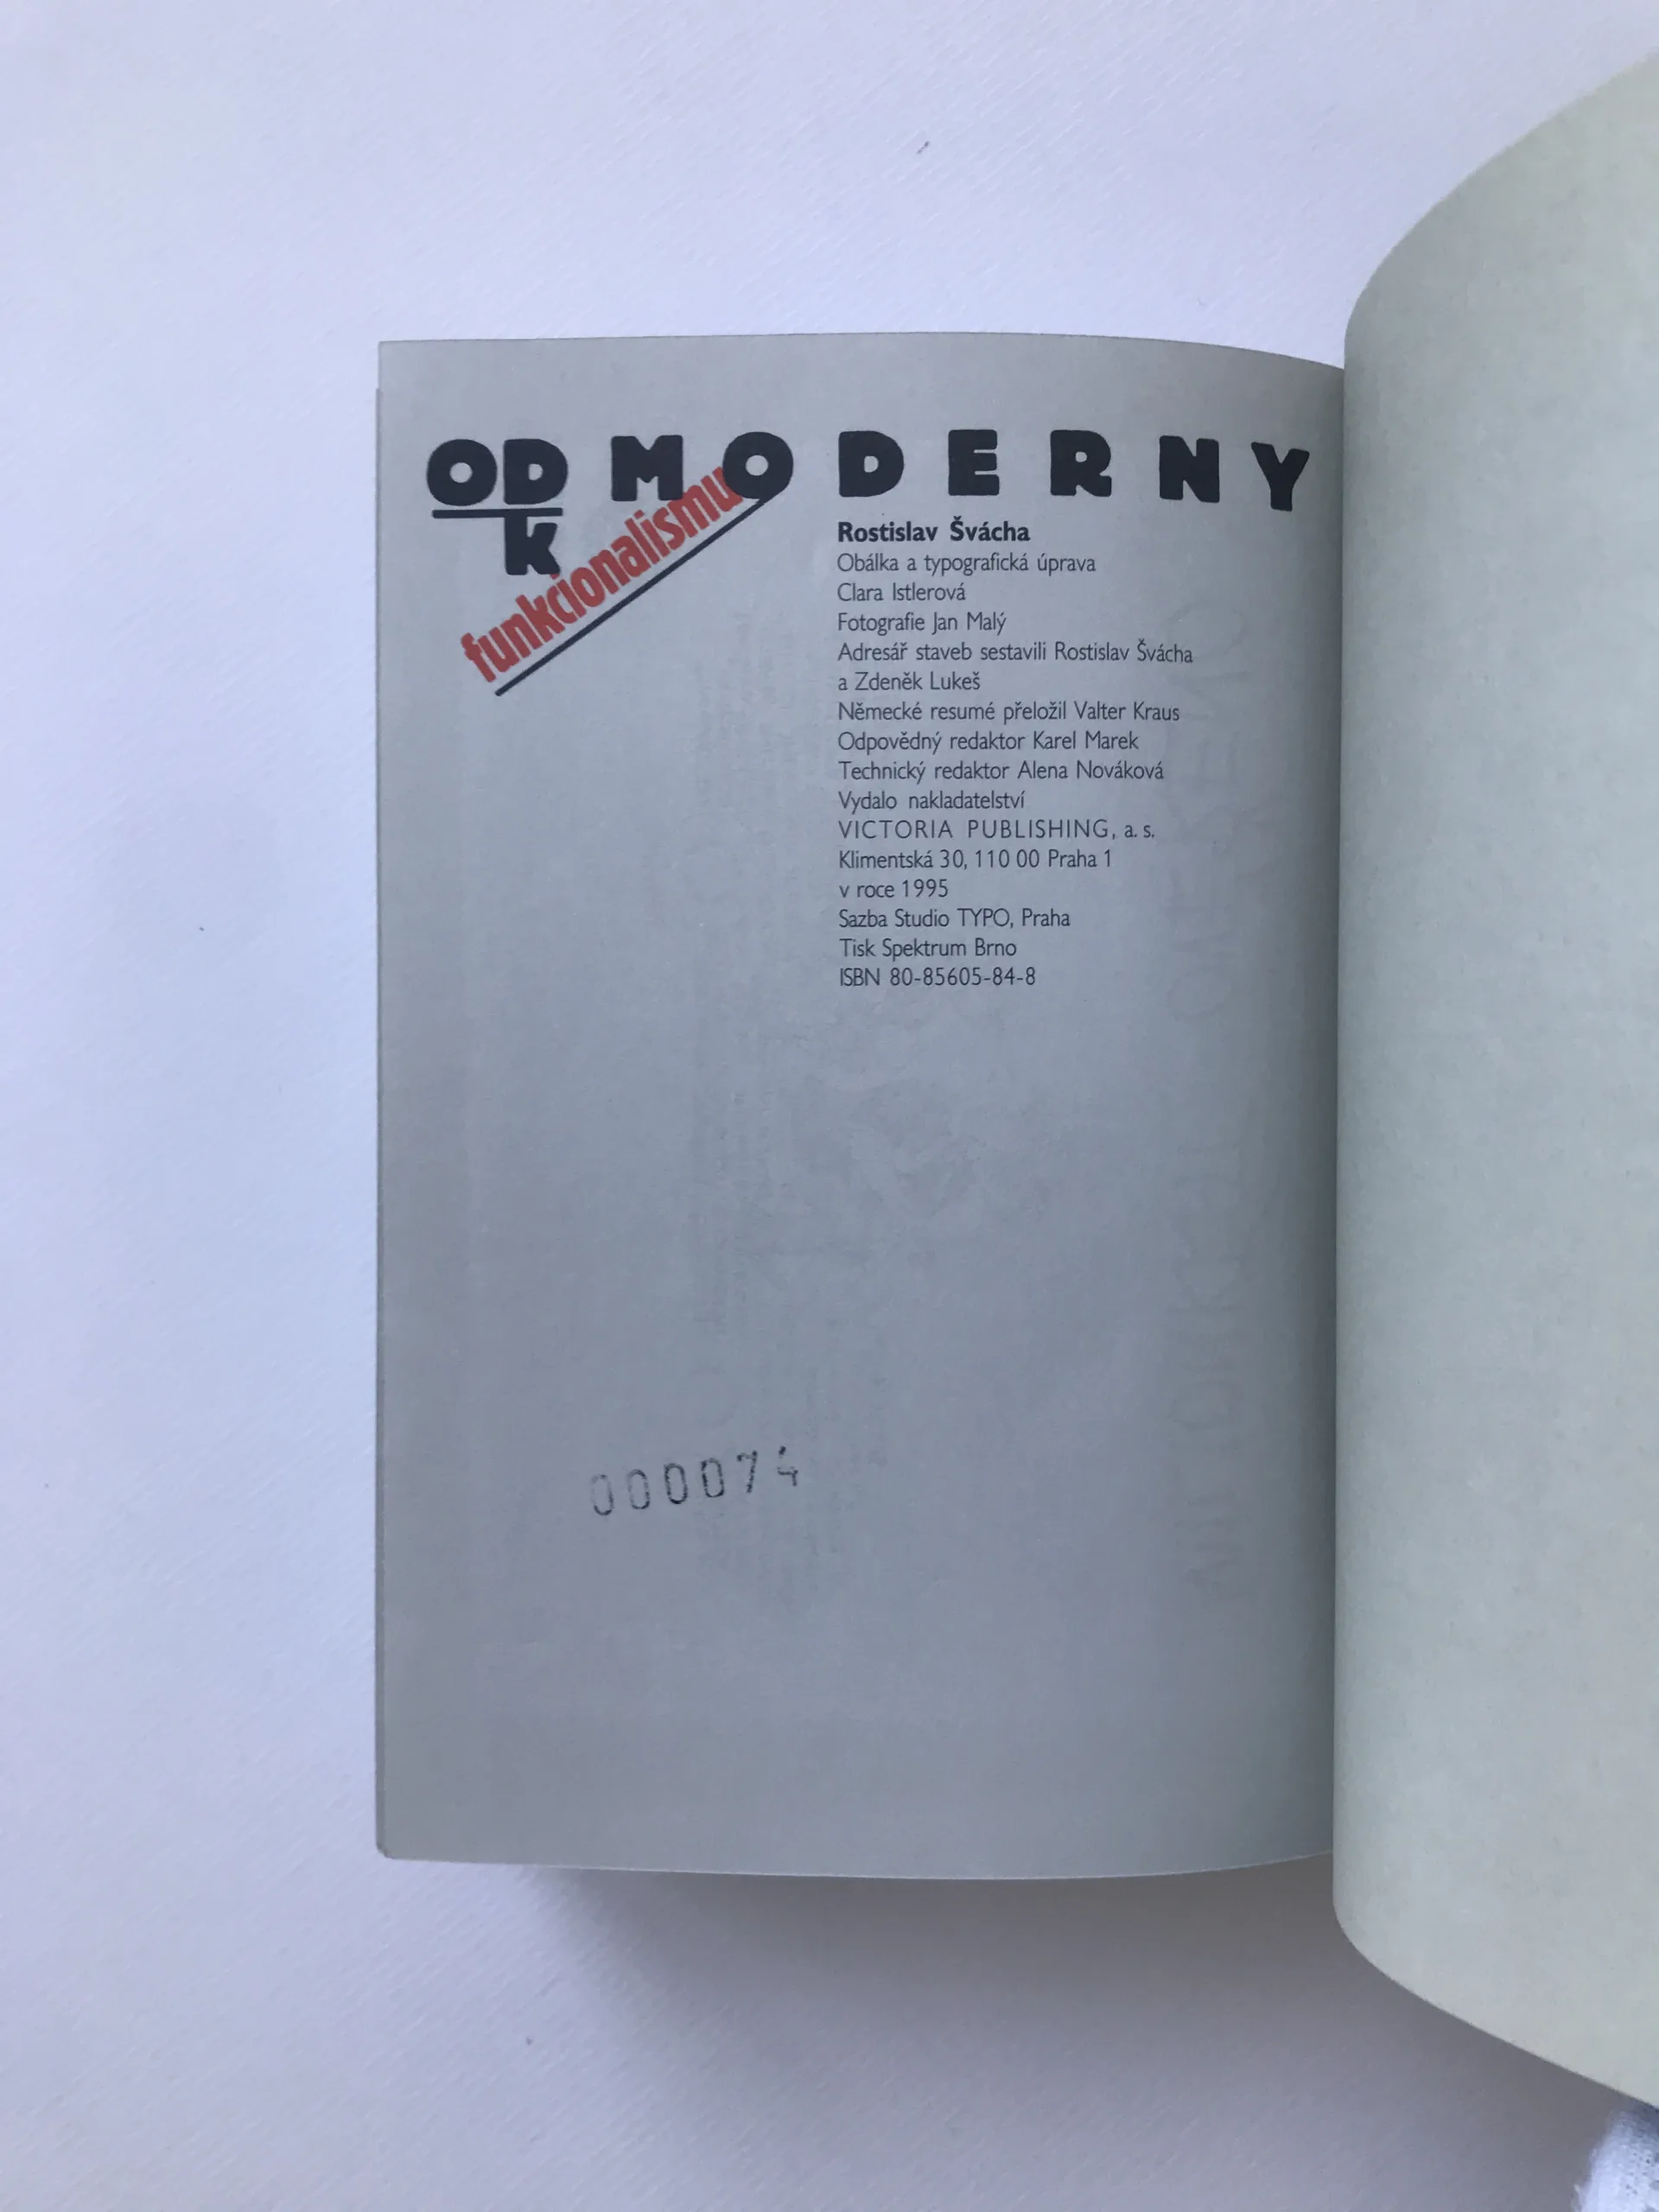 OD MODERNY
k
funkcionalismu
Rostislav Švácha
Obálka a typografická úprava
Clara Istlerová
Fotografie Jan Malý
Adresář staveb sestavili Rostislav Švácha
a Zdeněk Lukeš
Německé resumé přeložil Valter Kraus
Odpovědný redaktor Karel Marek
Technický redaktor Alena Nováková
Vydalo nakladatelství
VICTORIA PUBLISHING, a. s.
Klimentská 30, 110 00 Praha 1
v roce 1995
Sazba Studio TYPO, Praha
Tisk Spektrum Brno
ISBN 80-85605-84-8
000074